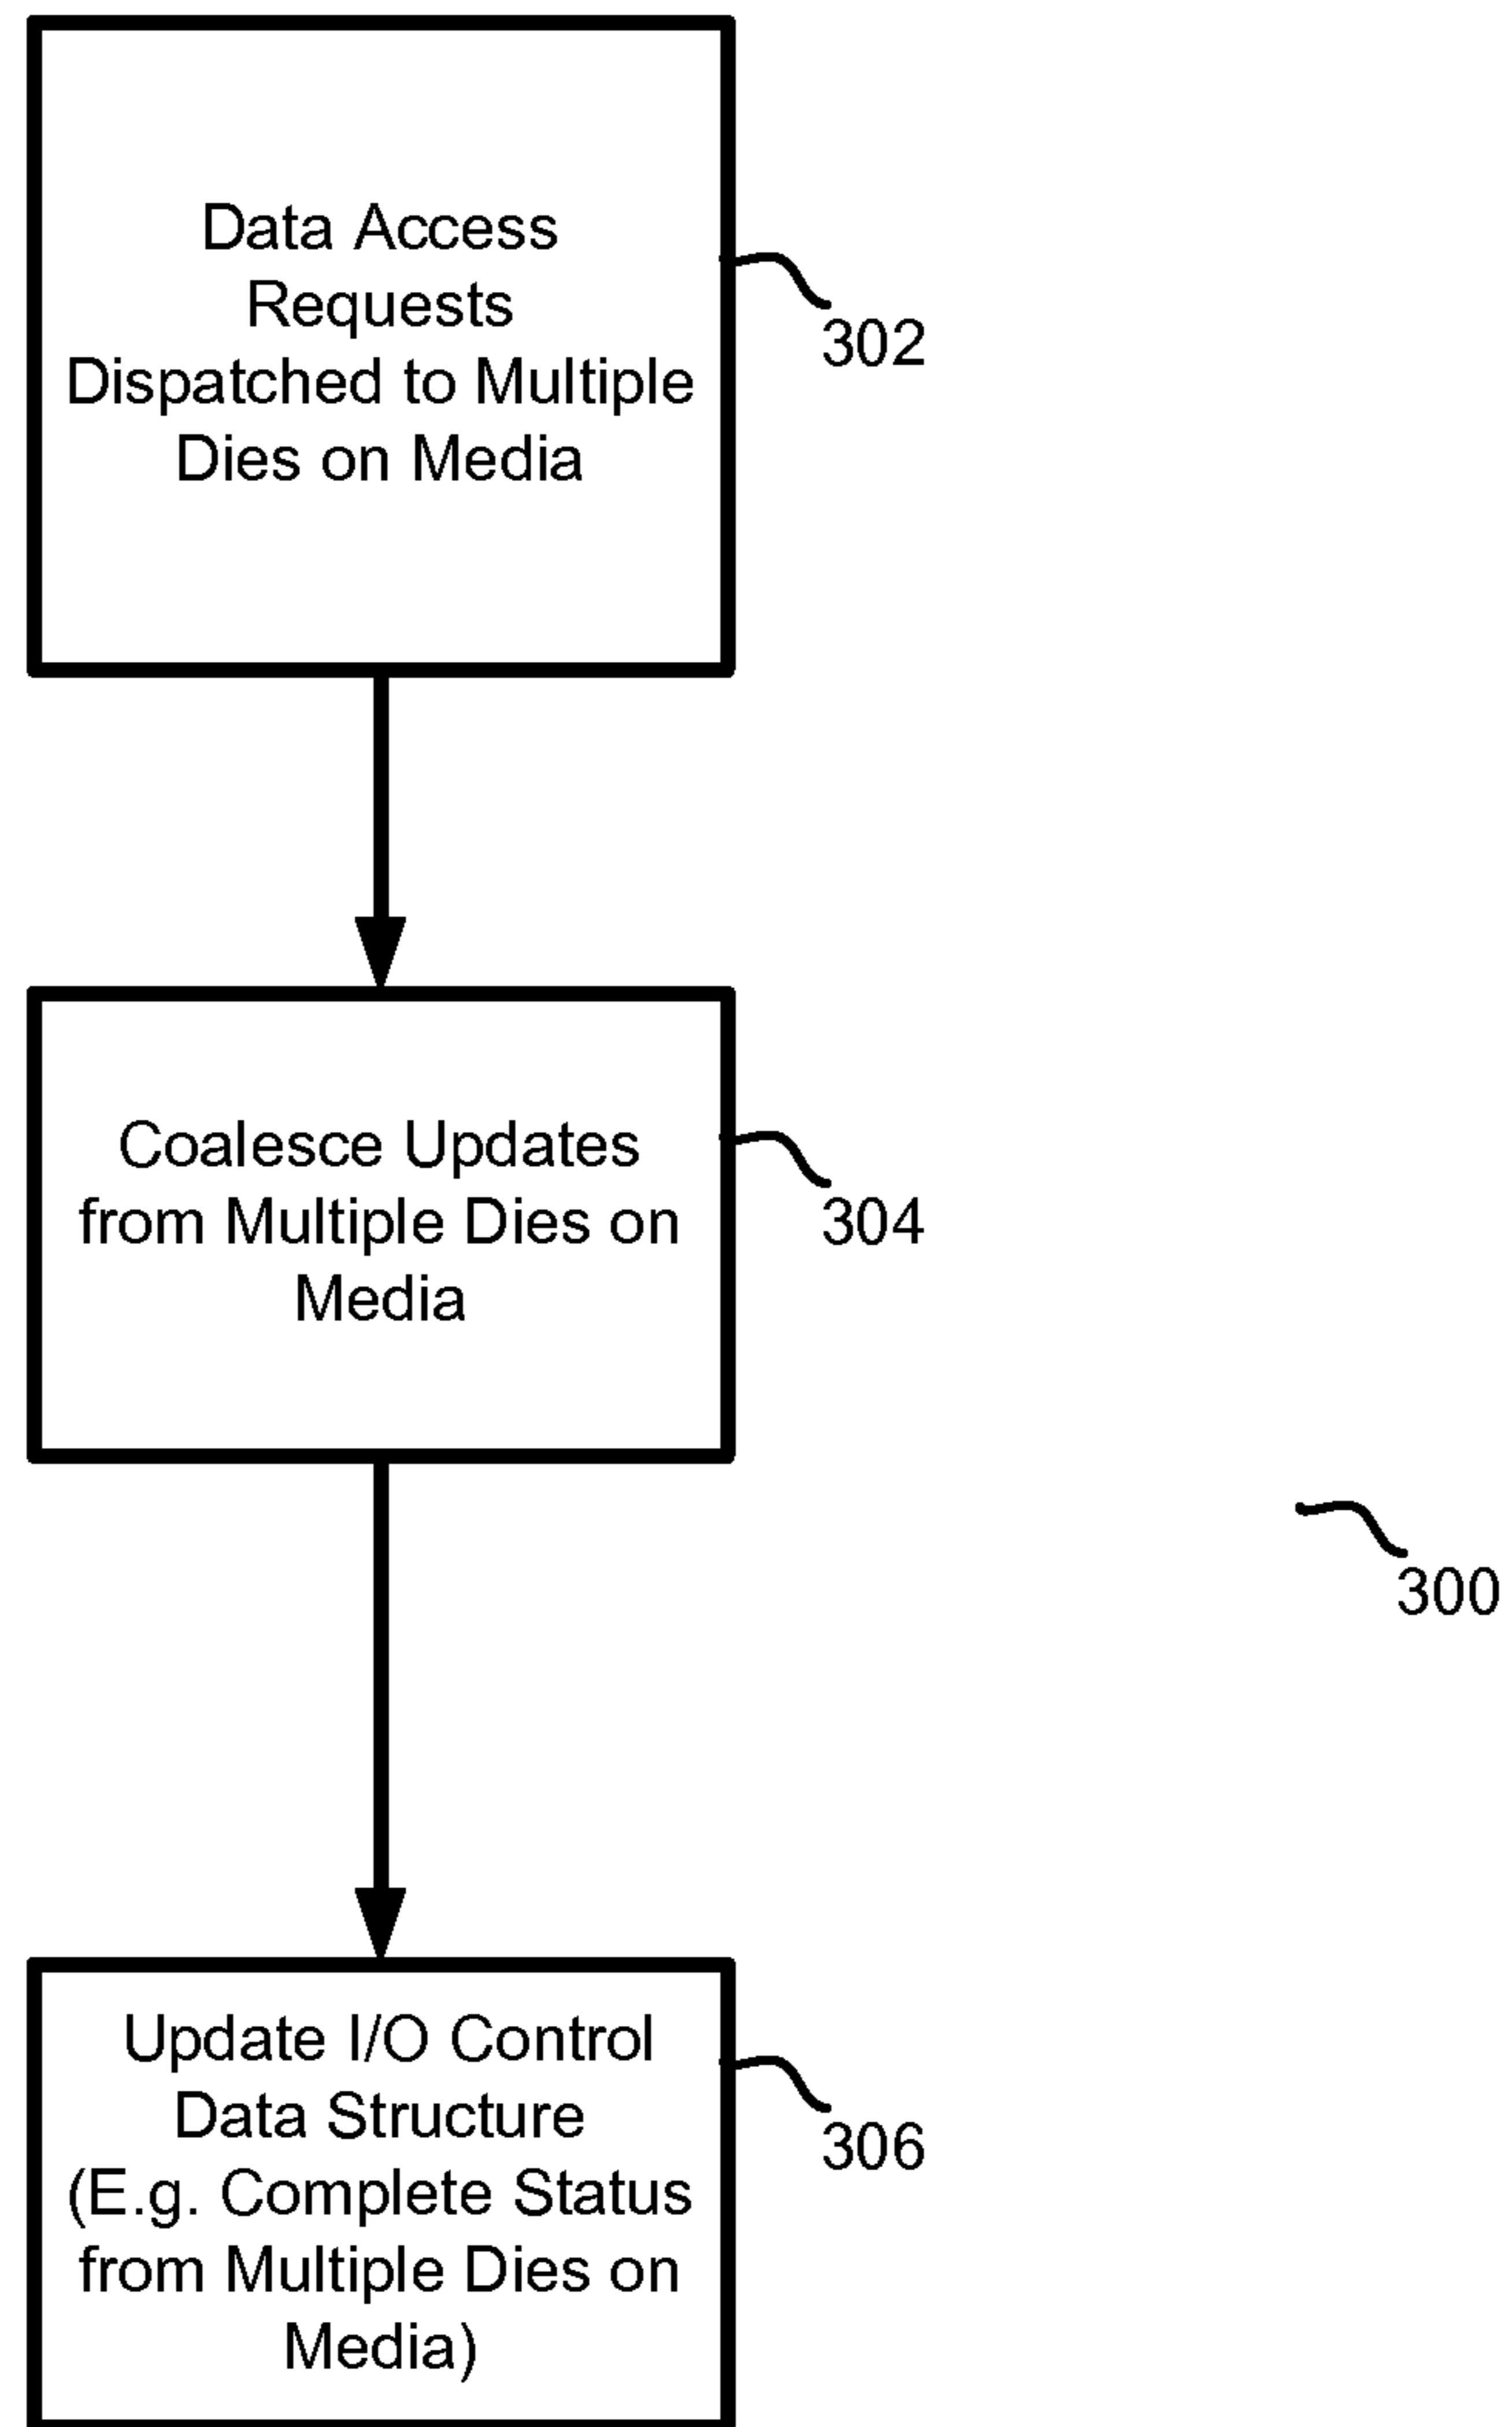 Data Access
Requests
Dispatched to Multiple
Dies on Media
302
Coalesce Updates
from Multiple Dies on
Media
304
300
Update I/O Control
Data Structure
(E.g. Complete Status
from Multiple Dies on
Media)
306